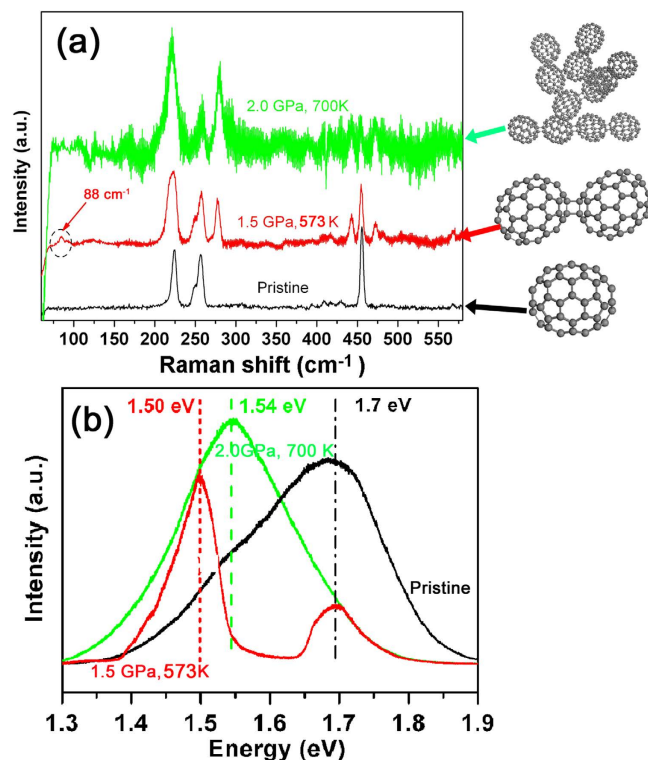 (a)
Intensity (a.u.)
2.0 GPa, 700K
88 cm⁻¹
1.5 GPa, 573 K
Pristine
100 150 200 250 300 350 400 450 500 550
Raman shift (cm⁻¹)
(b)
Intensity (a.u.)
1.50 eV 1.54 eV 1.7 eV
2.0GPa, 700 K
Pristine
1.5 GPa, 573K
1.3 1.4 1.5 1.6 1.7 1.8 1.9
Energy (eV)